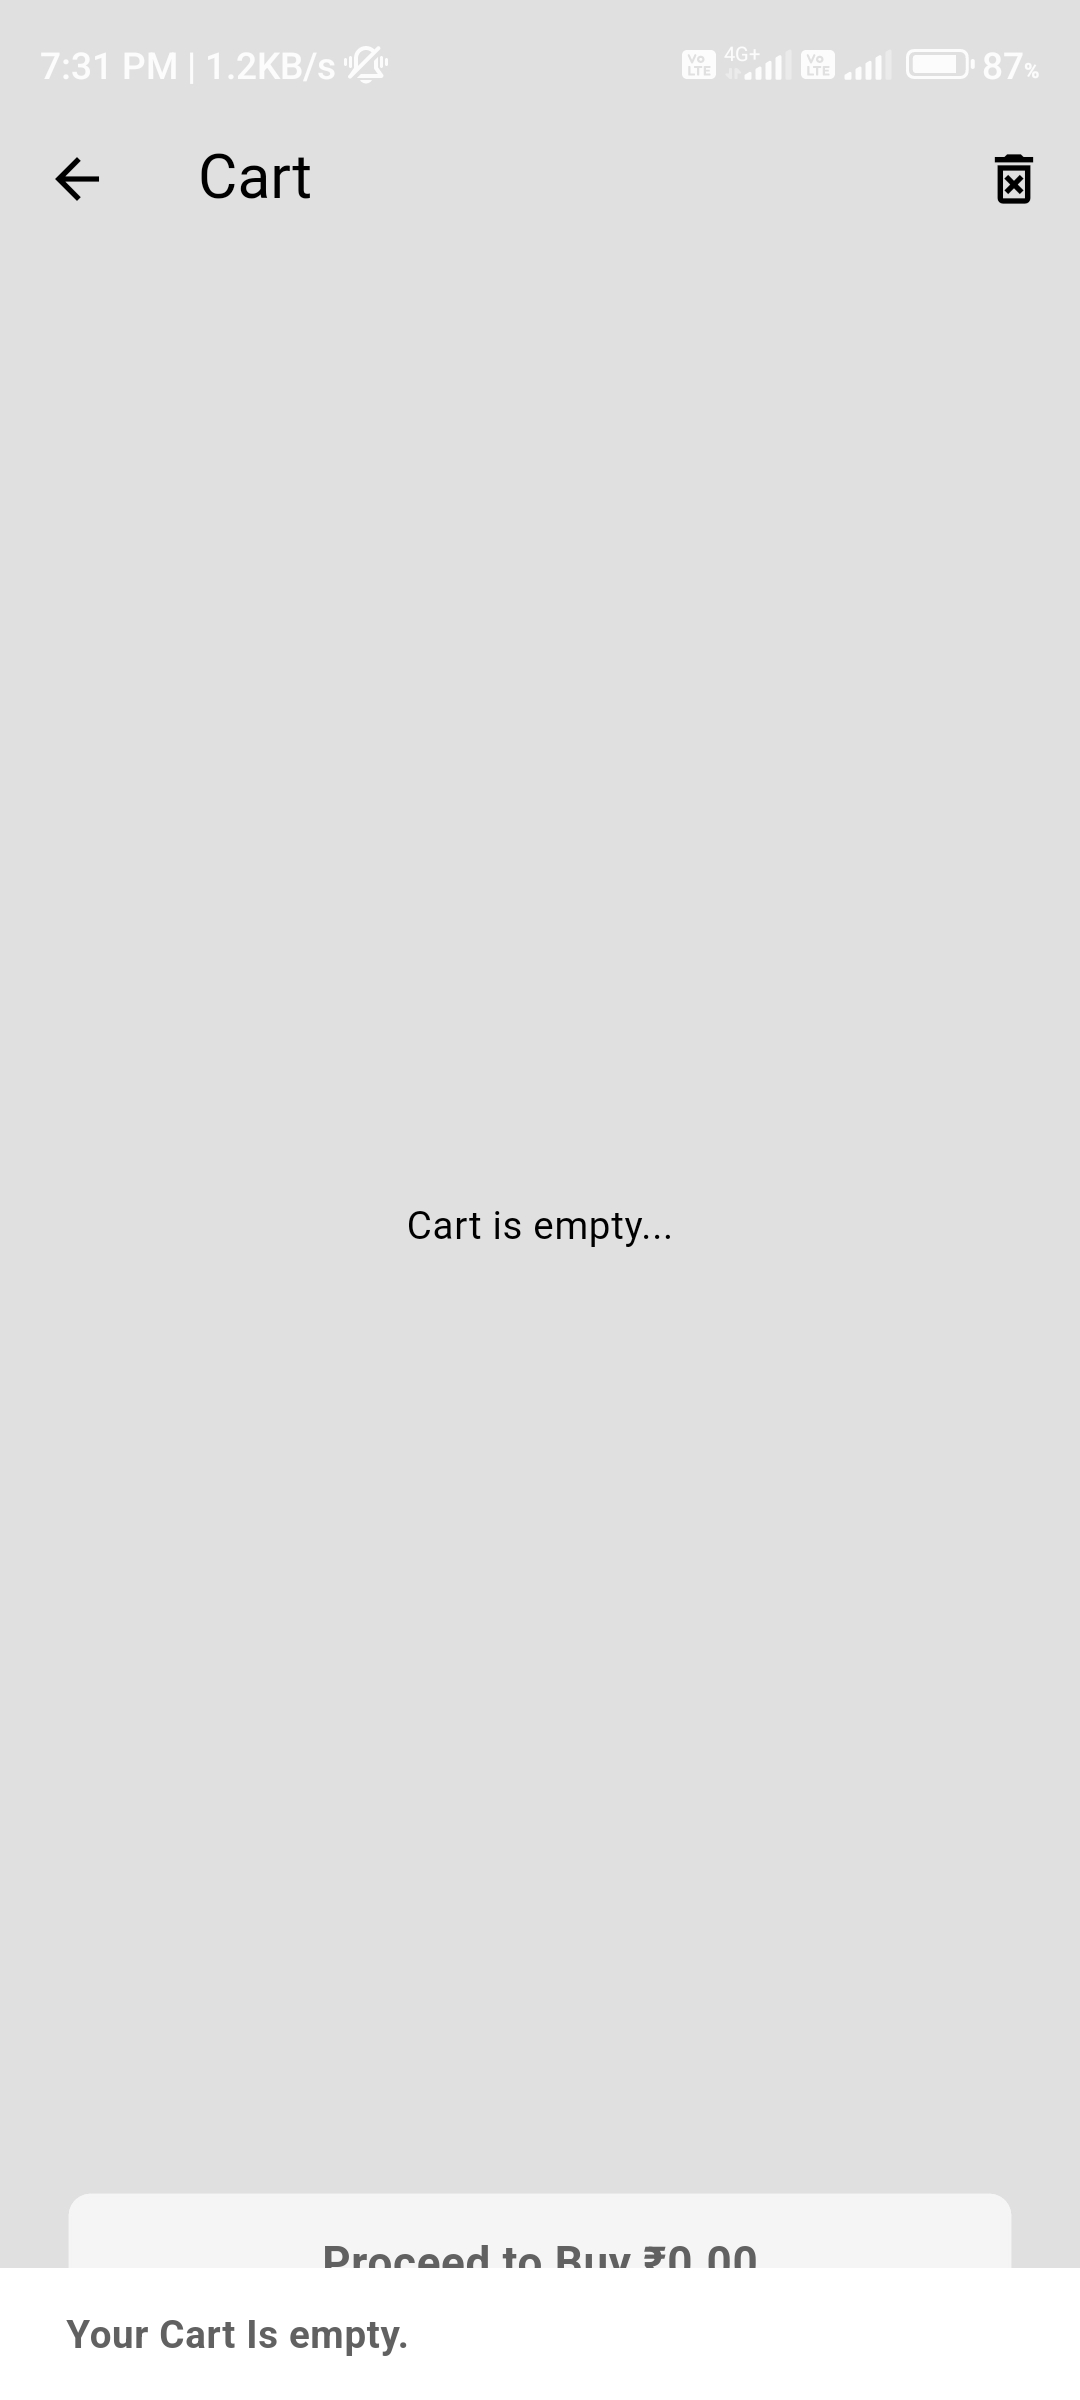 7:31 PM | 1.2KB/s Vo LTE 4G+ Vo LTE 87%
Cart
Cart is empty...
Proceed to Buy ₹0.00
Your Cart Is empty.